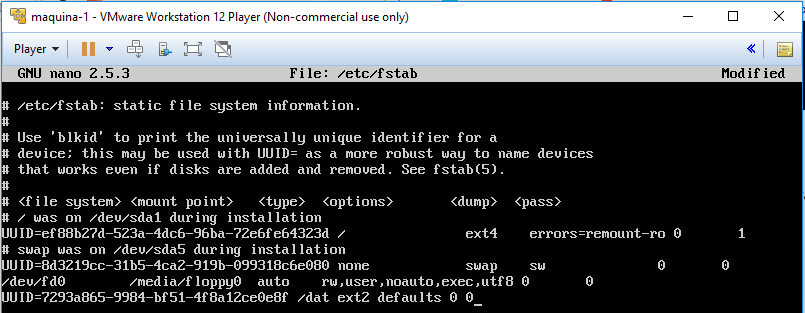 maquina-1 - VMware Workstation 12 Player (Non-commercial use only)
Player
GNU nano 2.5.3 File: /etc/fstab Modified
# /etc/fstab: static file system information.
#
# Use 'blkid' to print the universally unique identifier for a
# device; this may be used with UUID= as a more robust way to name devices
# that works even if disks are added and removed. See fstab(5).
#
# <file system> <mount point> <type> <options> <dump> <pass>
# / was on /dev/sda1 during installation
UUID=ef88b27d-523a-4dc6-96ba-72e6fe64323d / ext4 errors=remount-ro 0 1
# swap was on /dev/sda5 during installation
UUID=8d3219cc-31b5-4ca2-919b-099318c6e080 none swap sw 0 0
/dev/fd0 /media/floppy0 auto rw,user,noauto,exec,utf8 0 0
UUID=7293a865-9984-bf51-4f8a12ce0e8f /dat ext2 defaults 0 0_